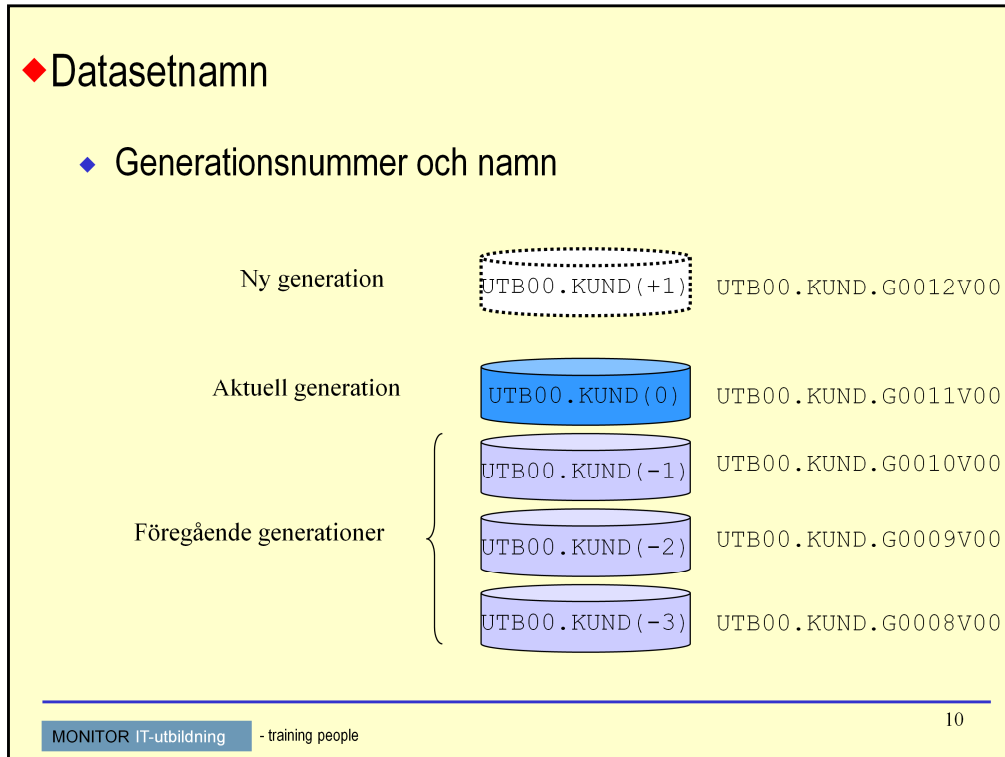 Datasetnamn
Generationsnummer och namn
Ny generation UTB00.KUND(+1) UTB00.KUND.G0012V00
Aktuell generation UTB00.KUND(0) UTB00.KUND.G0011V00
UTB00.KUND(-1) UTB00.KUND.G0010V00
Föregående generationer UTB00.KUND(-2) UTB00.KUND.G0009V00
UTB00.KUND(-3) UTB00.KUND.G0008V00
MONITOR IT-utbildning - training people 10